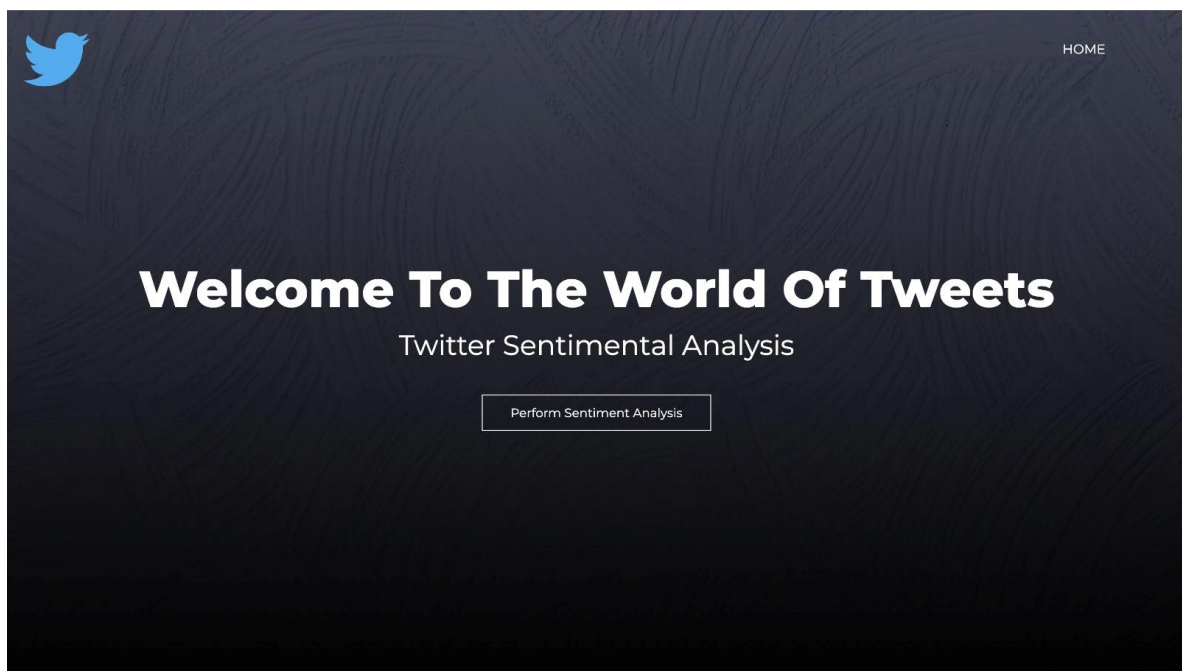 HOME
Welcome To The World Of Tweets
Twitter Sentimental Analysis
Perform Sentiment Analysis